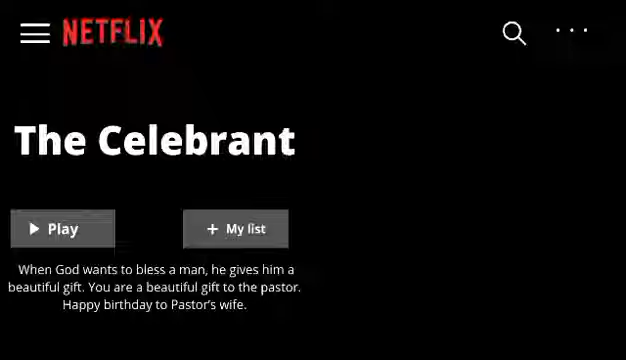 NETFLIX
The Celebrant
Play
+ My list
When God wants to bless a man, he gives him a
beautiful gift. You are a beautiful gift to the pastor.
Happy birthday to Pastor’s wife.